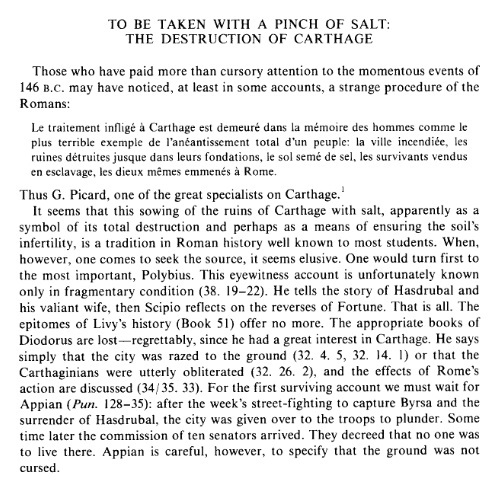 TO BE TAKEN WITH A PINCH OF SALT:
THE DESTRUCTION OF CARTHAGE
Those who have paid more than cursory attention to the momentous events of
146 B.C. may have noticed, at least in some accounts, a strange procedure of the
Romans:
Le traitement infligé à Carthage est demeuré dans la mémoire des hommes comme le
plus terrible exemple de l'anéantissement total d'un peuple: la ville incendiée, les
ruines détruites jusque dans leurs fondations, le sol semé de sel, les survivants vendus
en esclavage, les dieux mêmes emmenés à Rome.
Thus G. Picard, one of the great specialists on Carthage.¹
It seems that this sowing of the ruins of Carthage with salt, apparently as a
symbol of its total destruction and perhaps as a means of ensuring the soil's
infertility, is a tradition in Roman history well known to most students. When,
however, one comes to seek the source, it seems elusive. One would turn first to
the most important, Polybius. This eyewitness account is unfortunately known
only in fragmentary condition (38. 19–22). He tells the story of Hasdrubal and
his valiant wife, then Scipio reflects on the reverses of Fortune. That is all. The
epitomes of Livy's history (Book 51) offer no more. The appropriate books of
Diodorus are lost—regrettably, since he had a great interest in Carthage. He says
simply that the city was razed to the ground (32. 4. 5, 32. 14. 1) or that the
Carthaginians were utterly obliterated (32. 26. 2), and the effects of Rome's
action are discussed (34/35. 33). For the first surviving account we must wait for
Appian (Pun. 128–35): after the week's street-fighting to capture Byrsa and the
surrender of Hasdrubal, the city was given over to the troops to plunder. Some
time later the commission of ten senators arrived. They decreed that no one was
to live there. Appian is careful, however, to specify that the ground was not
cursed.